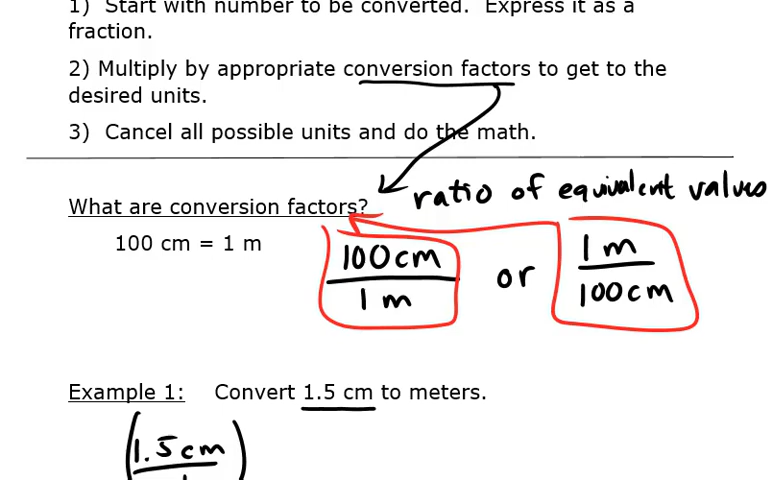 1) Start with number to be converted. Express it as a
fraction.
2) Multiply by appropriate conversion factors to get to the
desired units.
3) Cancel all possible units and do the math.
ratio of equivalent values
What are conversion factors?
100 cm = 1 m
100cm
1 m
or
1 m
100cm
Example 1: Convert 1.5 cm to meters.
(1.5cm)